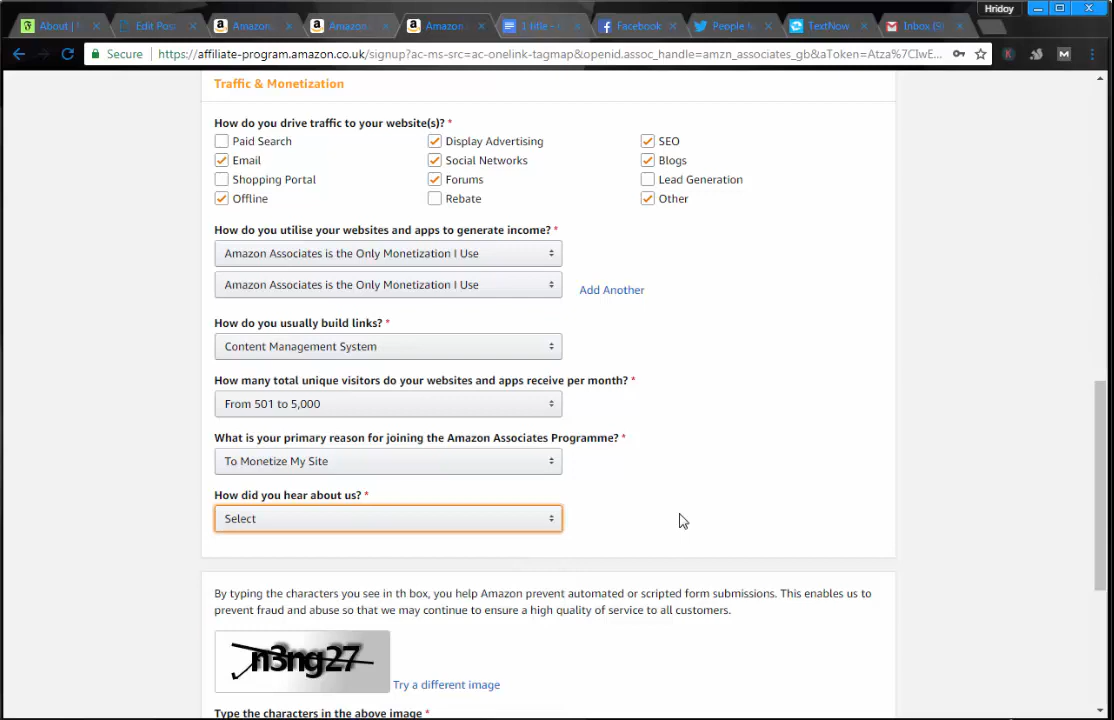 Hriday
About |
Edit Pos
Amazon
Amazon
Amazon
1 title -
Facebook
People
TextNow
Inbox (5
Secure | https://affiliate-program.amazon.co.uk/signup?ac-ms-src=ac-onelink-tagmap&openid.assoc_handle=amzn_associates_gb&aToken=Atza%7CIwE...
Traffic & Monetization
How do you drive traffic to your website(s)? *
Paid Search Display Advertising SEO
Email Social Networks Blogs
Shopping Portal Forums Lead Generation
Offline Rebate Other
How do you utilise your websites and apps to generate income? *
Amazon Associates is the Only Monetization I Use
Amazon Associates is the Only Monetization I Use Add Another
How do you usually build links? *
Content Management System
How many total unique visitors do your websites and apps receive per month? *
From 501 to 5,000
What is your primary reason for joining the Amazon Associates Programme? *
To Monetize My Site
How did you hear about us? *
Select
By typing the characters you see in th box, you help Amazon prevent automated or scripted form submissions. This enables us to
prevent fraud and abuse so that we may continue to ensure a high quality of service to all customers.
n3ng27
Try a different image
Type the characters in the above image *